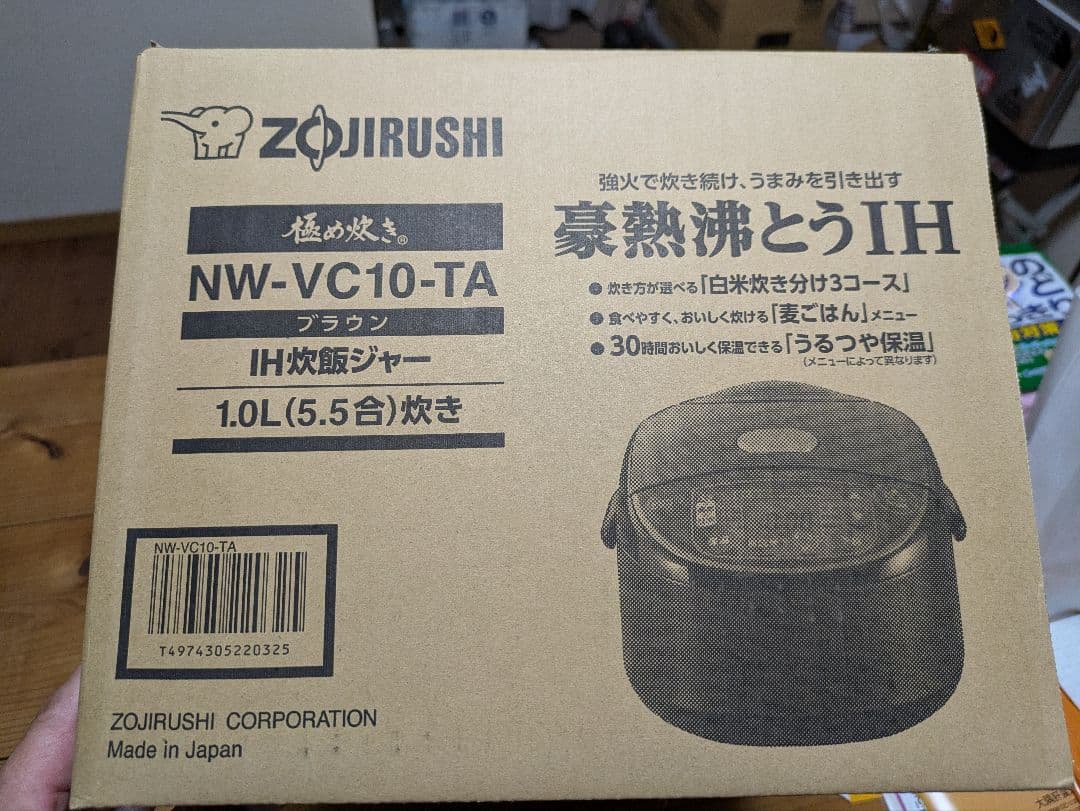 ZOJIRUSHI
極め炊き®
NW-VC10-TA
ブラウン
IH炊飯ジャー
1.0L(5.5合)炊き
強火で炊き続け、うまみを引き出す
豪熱沸とうIH
● 炊き方が選べる「白米炊き分け3コース」
● 食べやすく、おいしく炊ける「麦ごはん」メニュー
● 30時間おいしく保温できる「うるつや保温」
(メニューによって異なります)
NW-VC10-TA
T4974305220325
ZOJIRUSHI CORPORATION
Made in Japan